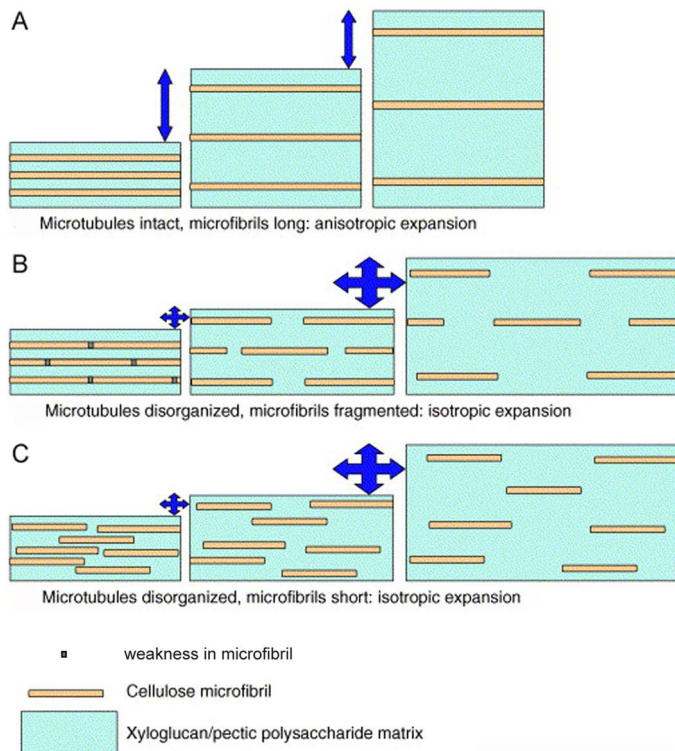 A
Microtubules intact, microfibrils long: anisotropic expansion
B
Microtubules disorganized, microfibrils fragmented: isotropic expansion
C
Microtubules disorganized, microfibrils short: isotropic expansion
weakness in microfibril
Cellulose microfibril
Xyloglucan/pectic polysaccharide matrix